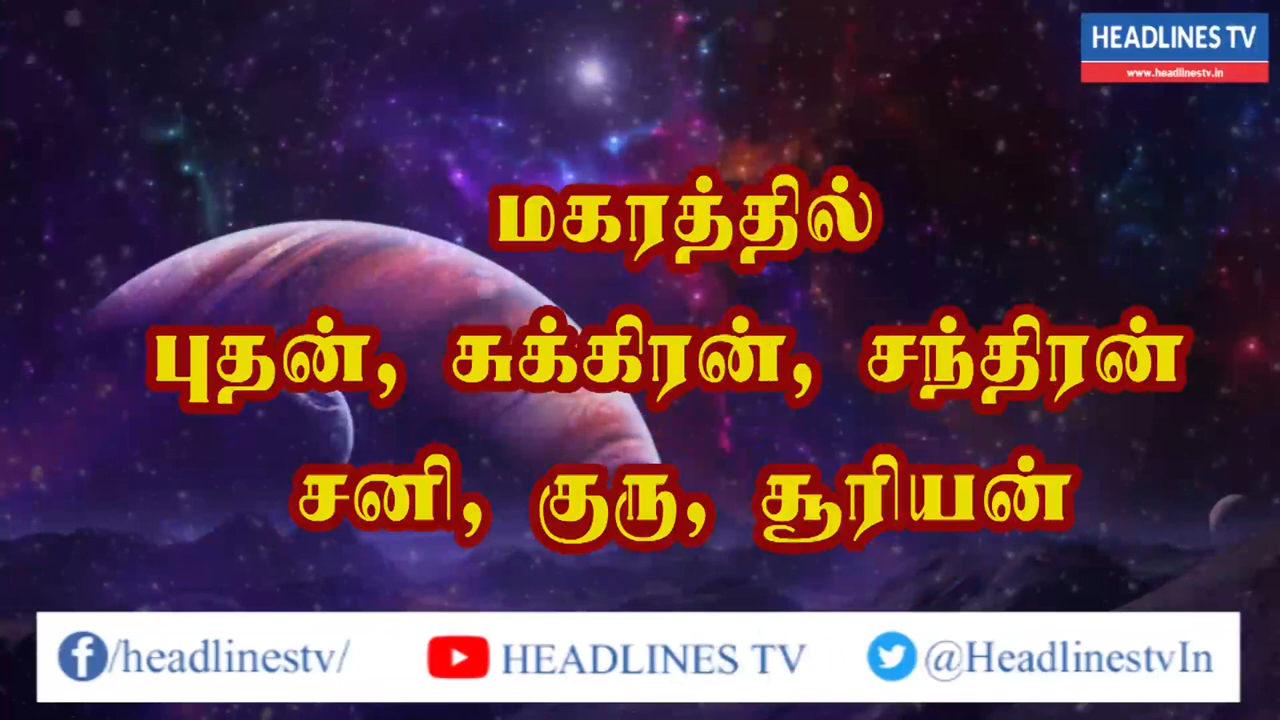 HEADLINES TV
www.headlinestv.in
மகரத்தில்
புதன், சுக்கிரன், சந்திரன்
சனி, குரு, சூரியன்
/headlinestv/ HEADLINES TV @HeadlinestvIn